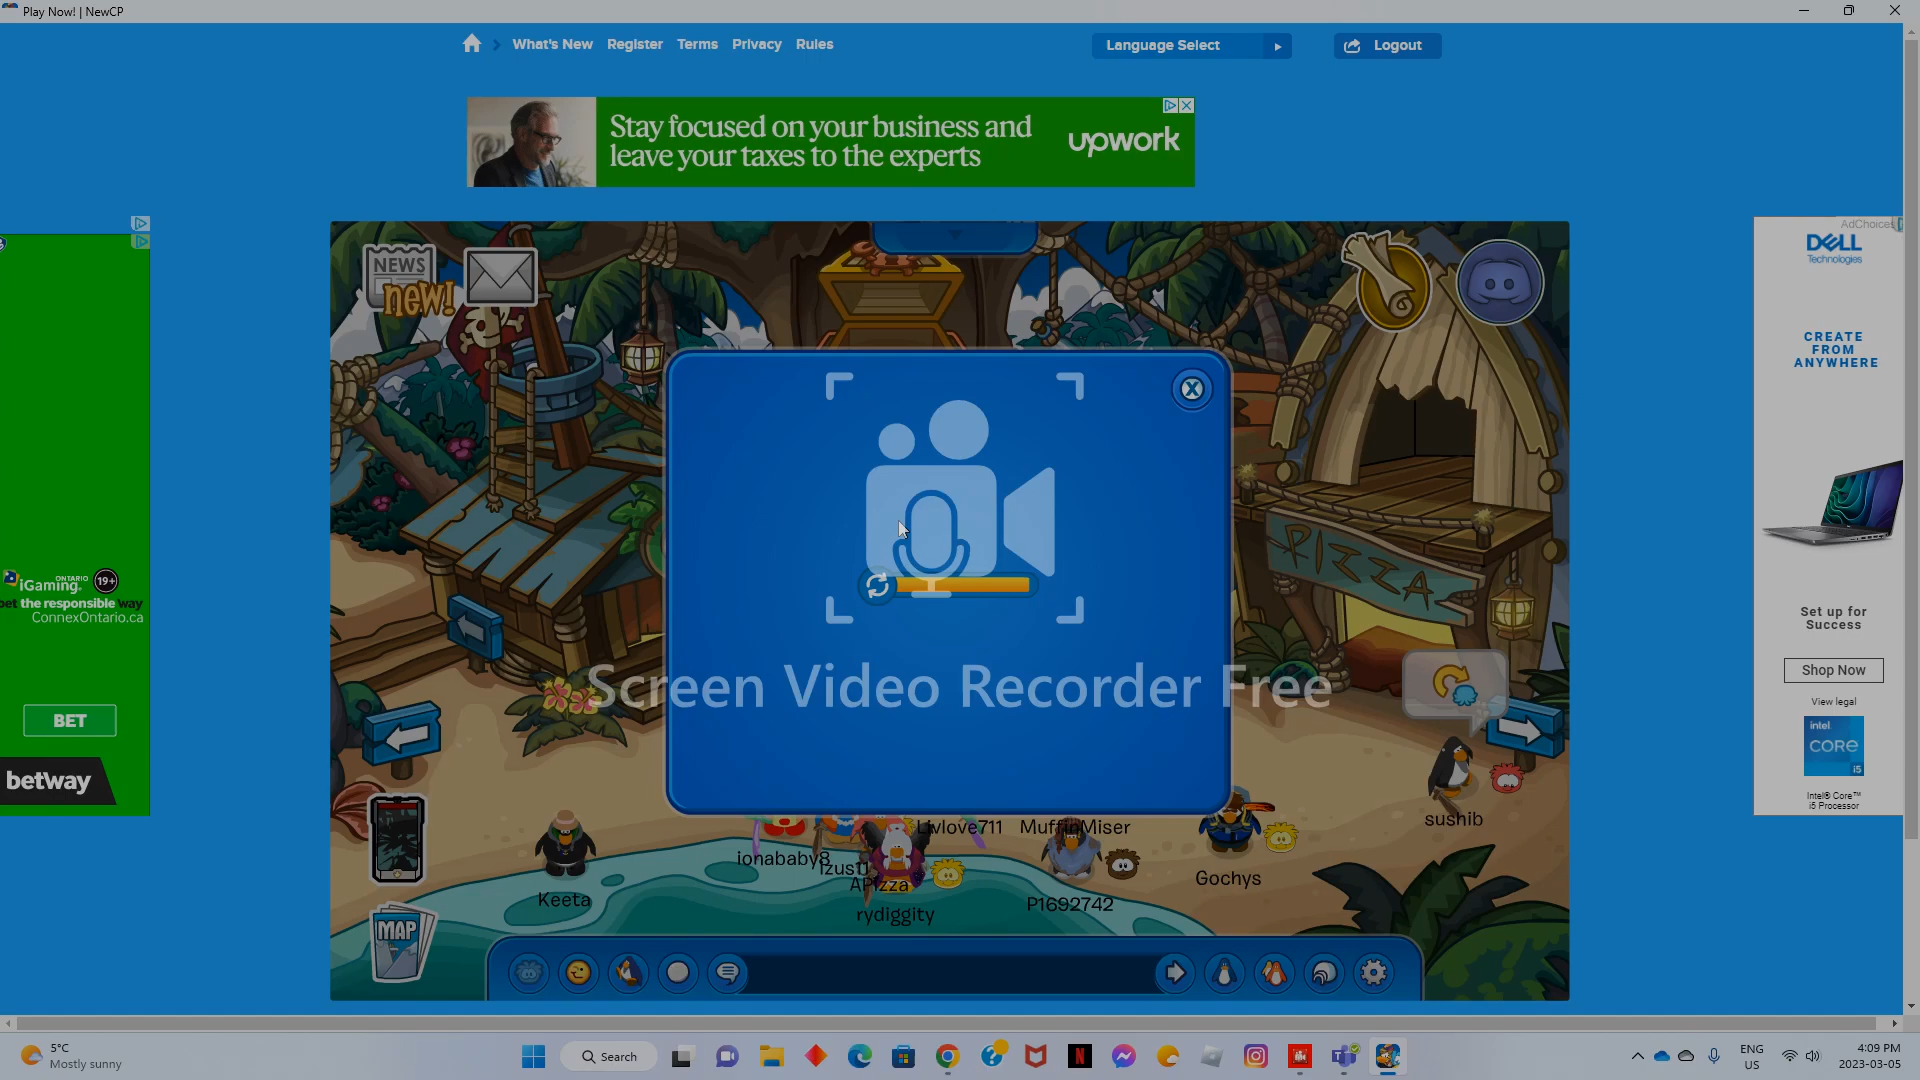 Play Now! | NewCP
What's New Register Terms Privacy Rules
Language Select
Logout
Stay focused on your business and
leave your taxes to the experts
upwork
AdChoices
DELL
Technologies
CREATE
FROM
ANYWHERE
NEWS
new!
X
PIZZA
iGaming ONTARIO 19+
bet the responsible way
ConnexOntario.ca
Set up for
Success
Shop Now
View legal
Screen Video Recorder Free
BET
betway
intel
CORE
i5
Intel® Core™
i5 Processor
sushib
Livlove711 MuffinMiser
ionababy8
Izus11
APizza
Gochys
Keeta
P1692742
rydiggity
MAP
5°C
Mostly sunny
Search
N
ENG
US
4:09 PM
2023-03-05